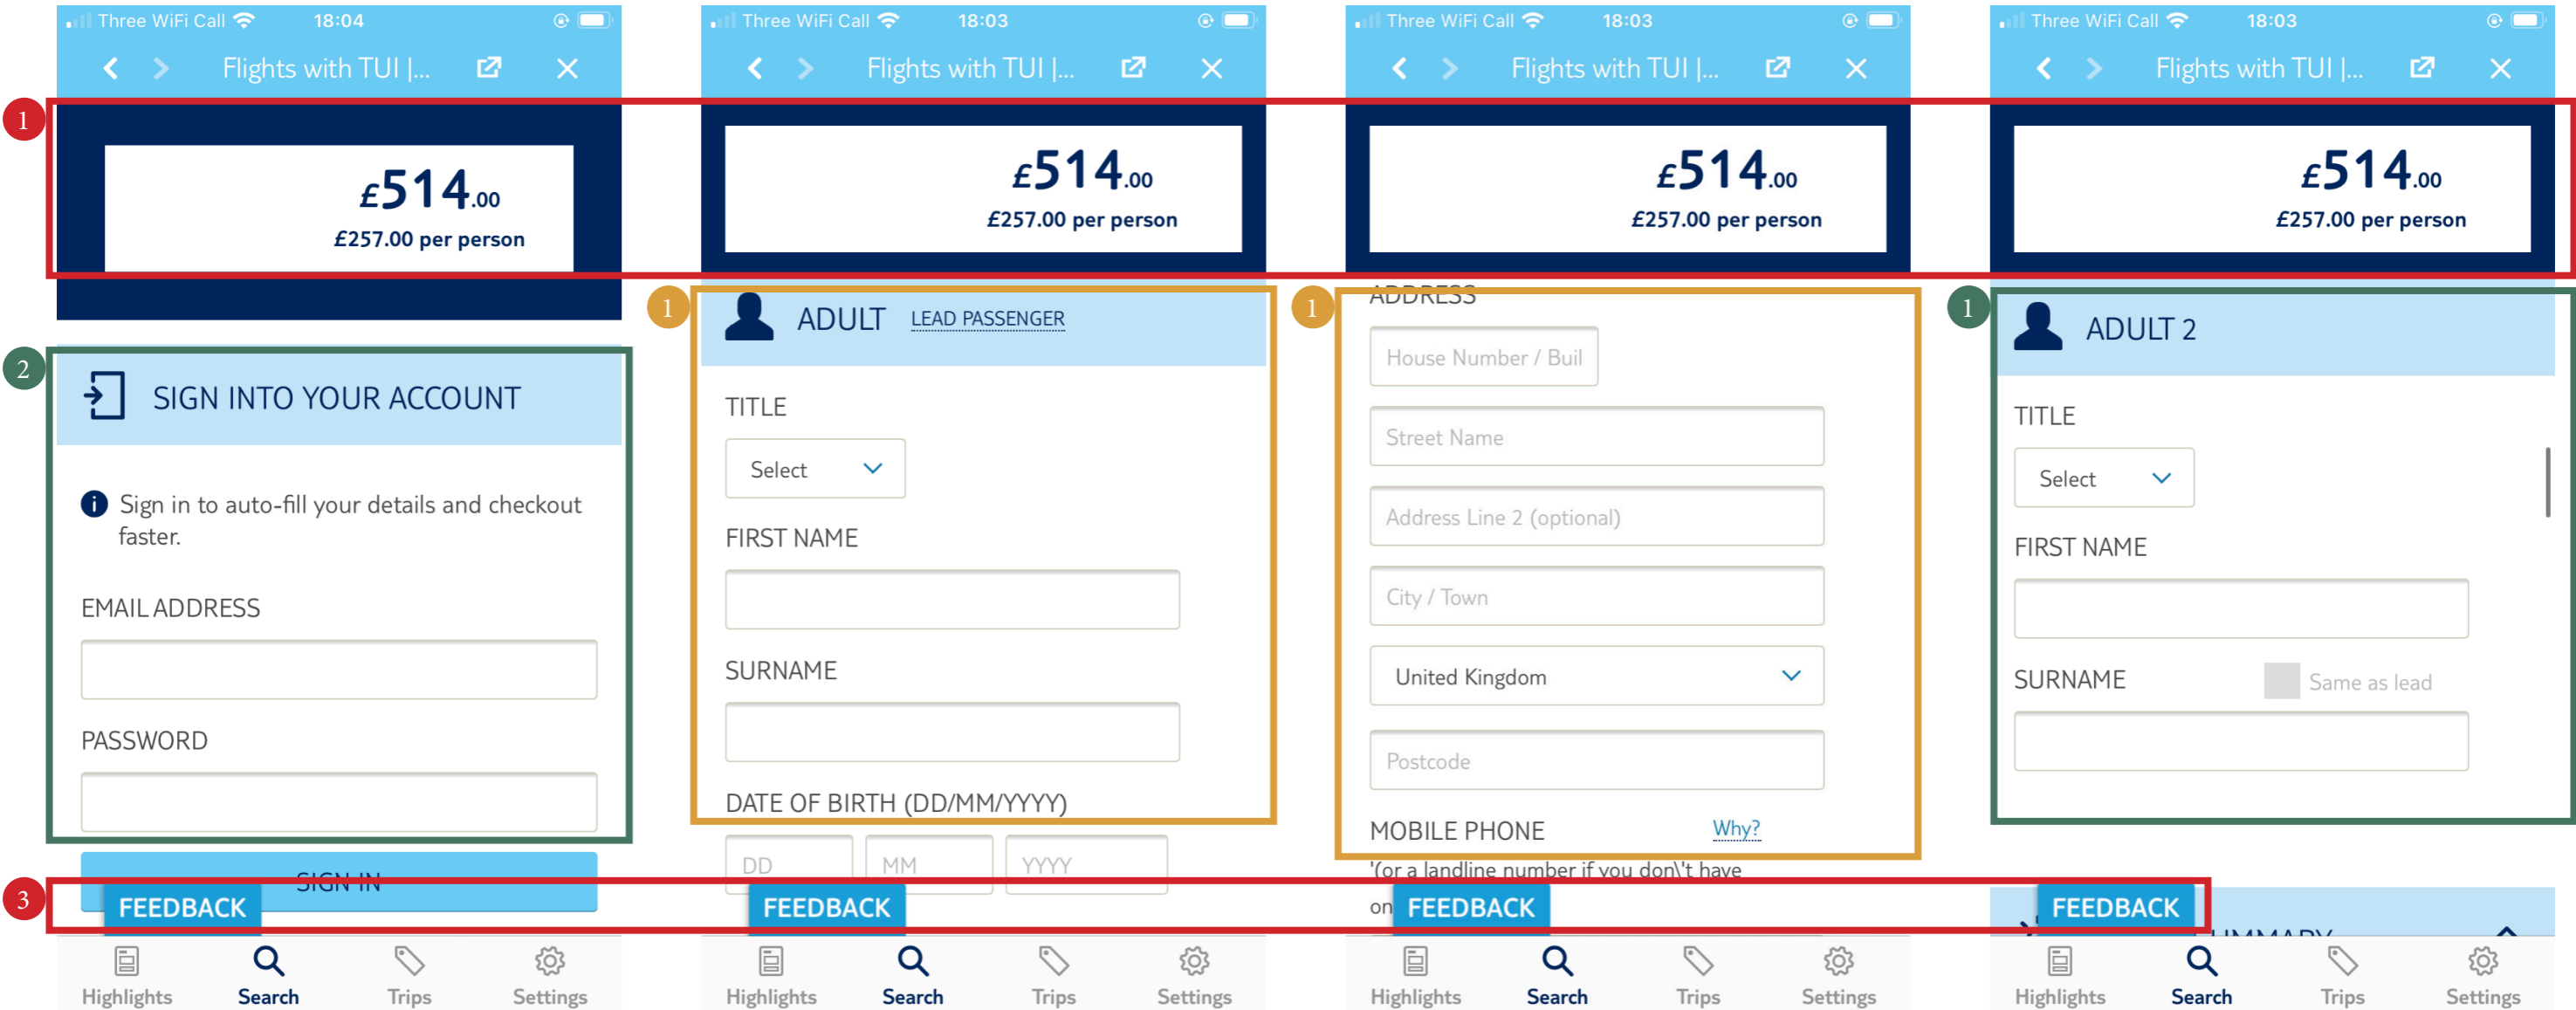 Three WiFi Call 18:04
Flights with TUI |...
1
£514.00
£257.00 per person
2
SIGN INTO YOUR ACCOUNT
Sign in to auto-fill your details and checkout
faster.
EMAIL ADDRESS
PASSWORD
SIGN IN
3
FEEDBACK
Highlights Search Trips Settings
Three WiFi Call 18:03
Flights with TUI |...
£514.00
£257.00 per person
1
ADULT LEAD PASSENGER
TITLE
Select
FIRST NAME
SURNAME
DATE OF BIRTH (DD/MM/YYYY)
DD MM YYYY
FEEDBACK
Highlights Search Trips Settings
Three WiFi Call 18:03
Flights with TUI |...
£514.00
£257.00 per person
1
ADDRESS
House Number / Buil
Street Name
Address Line 2 (optional)
City / Town
United Kingdom
Postcode
MOBILE PHONE Why?
'(or a landline number if you don\'t have
on
FEEDBACK
Highlights Search Trips Settings
Three WiFi Call 18:03
Flights with TUI |...
£514.00
£257.00 per person
1
ADULT 2
TITLE
Select
FIRST NAME
SURNAME Same as lead
FEEDBACK
Highlights Search Trips Settings